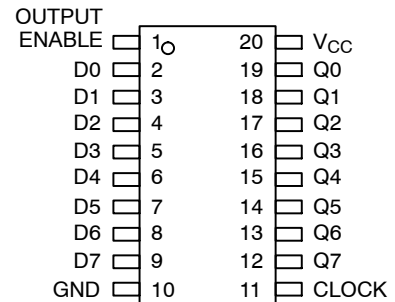 OUTPUT
ENABLE 1 20 VCC
D0 2 19 Q0
D1 3 18 Q1
D2 4 17 Q2
D3 5 16 Q3
D4 6 15 Q4
D5 7 14 Q5
D6 8 13 Q6
D7 9 12 Q7
GND 10 11 CLOCK